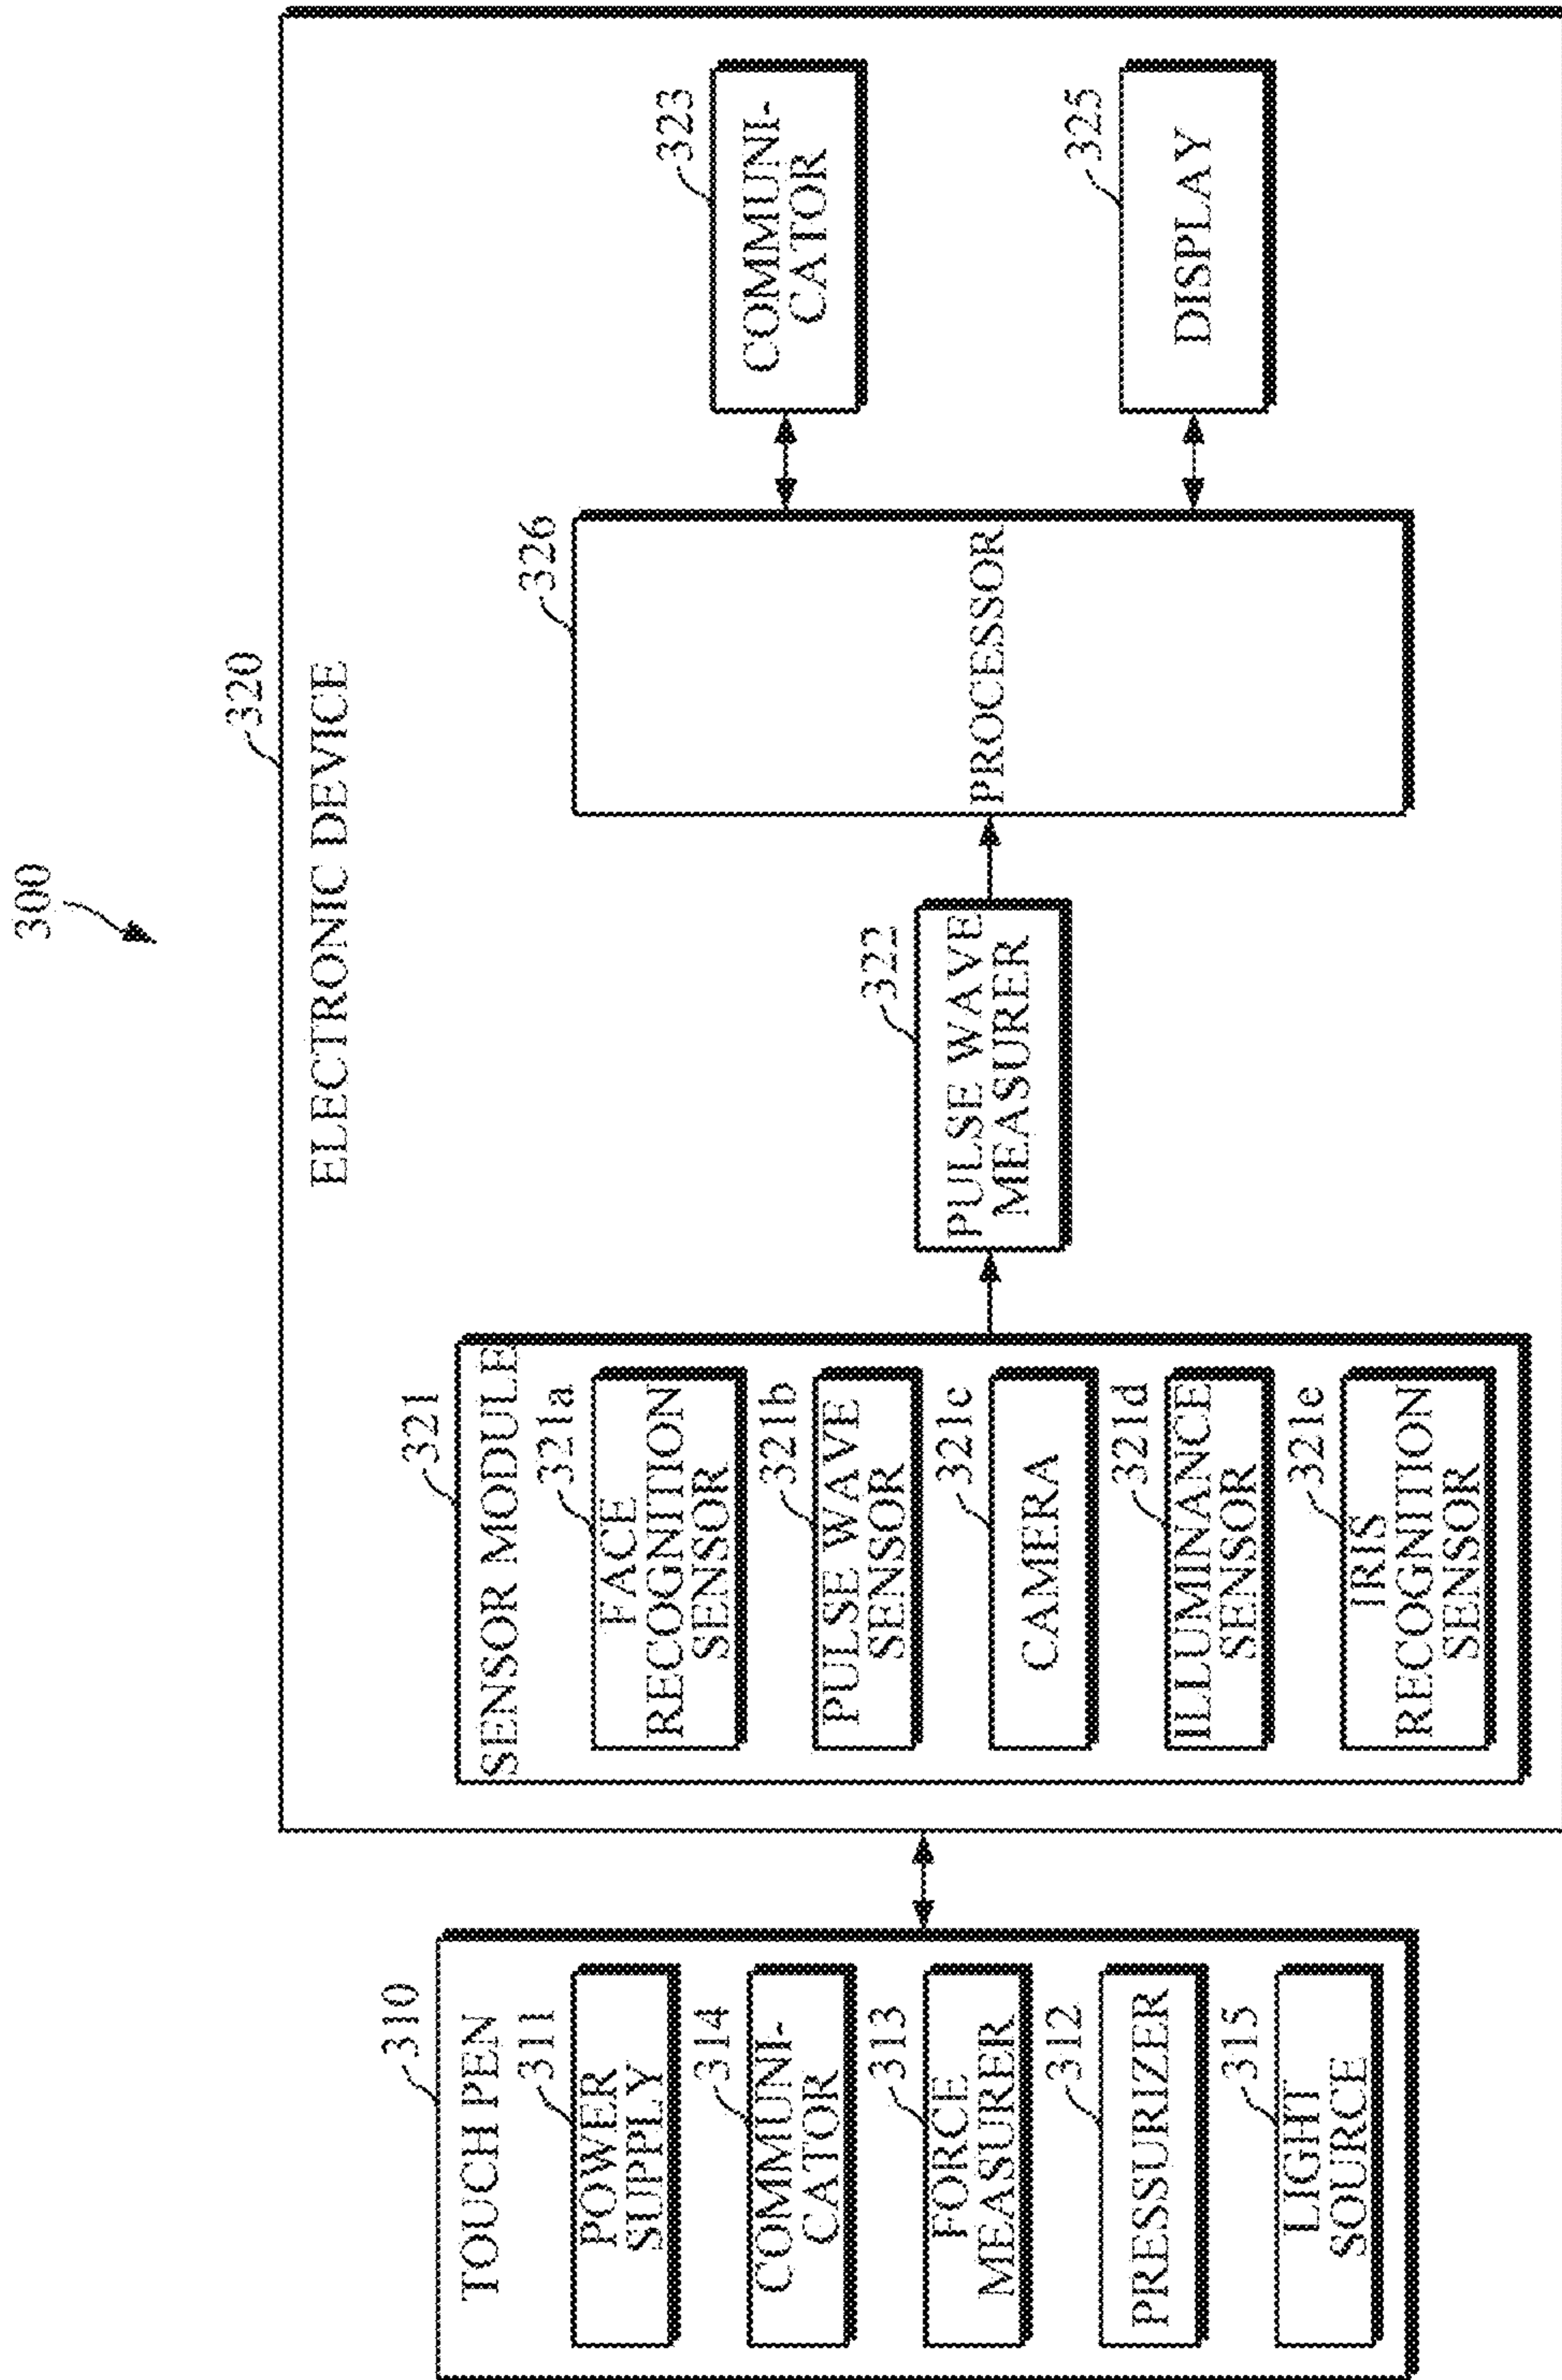 300
310
TOUCH PEN
311
POWER
SUPPLY
314
COMMUNI-
CATOR
313
FORCE
MEASURER
312
PRESSURIZER
315
LIGHT
SOURCE
320
ELECTRONIC DEVICE
321
SENSOR MODULE
321a
FACE
RECOGNITION
SENSOR
321b
PULSE WAVE
SENSOR
321c
CAMERA
321d
ILLUMINANCE
SENSOR
321e
IRIS
RECOGNITION
SENSOR
322
PULSE WAVE
MEASURER
326
PROCESSOR
323
COMMUNI-
CATOR
325
DISPLAY